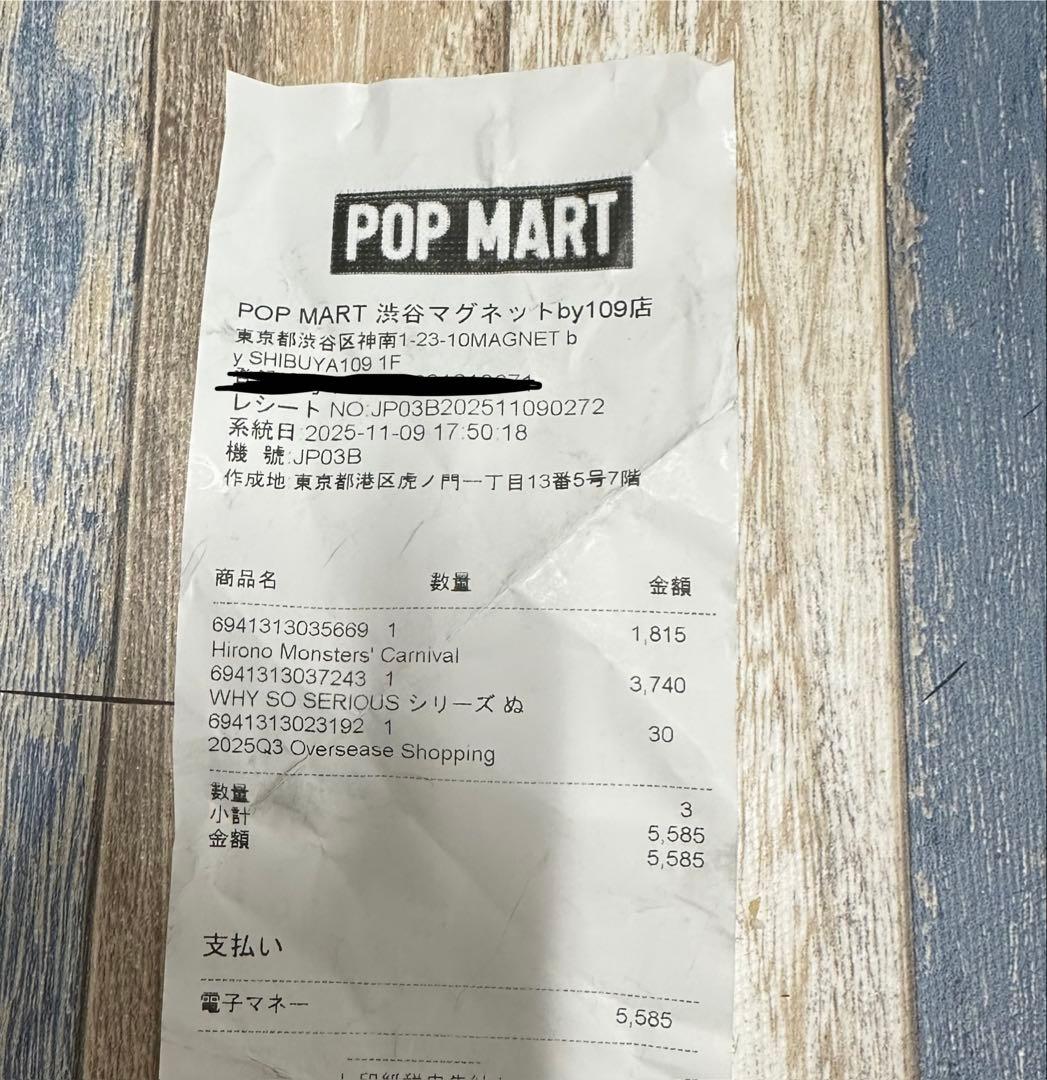 POP MART
POP MART 渋谷マグネットby109店
東京都渋谷区神南1-23-10MAGNET b
y SHIBUYA109 1F
レシート NO:JP03B202511090272
系統日:2025-11-09 17:50:18
機 號:JP03B
作成地:東京都港区虎ノ門一丁目13番5号7階
商品名 数量 金額
6941313035669 1 1,815
Hirono Monsters' Carnival
6941313037243 1 3,740
WHY SO SERIOUS シリーズ ぬ
6941313023192 1 30
2025Q3 Oversease Shopping
数量 3
小計 5,585
金額 5,585
支払い
電子マネー 5,585